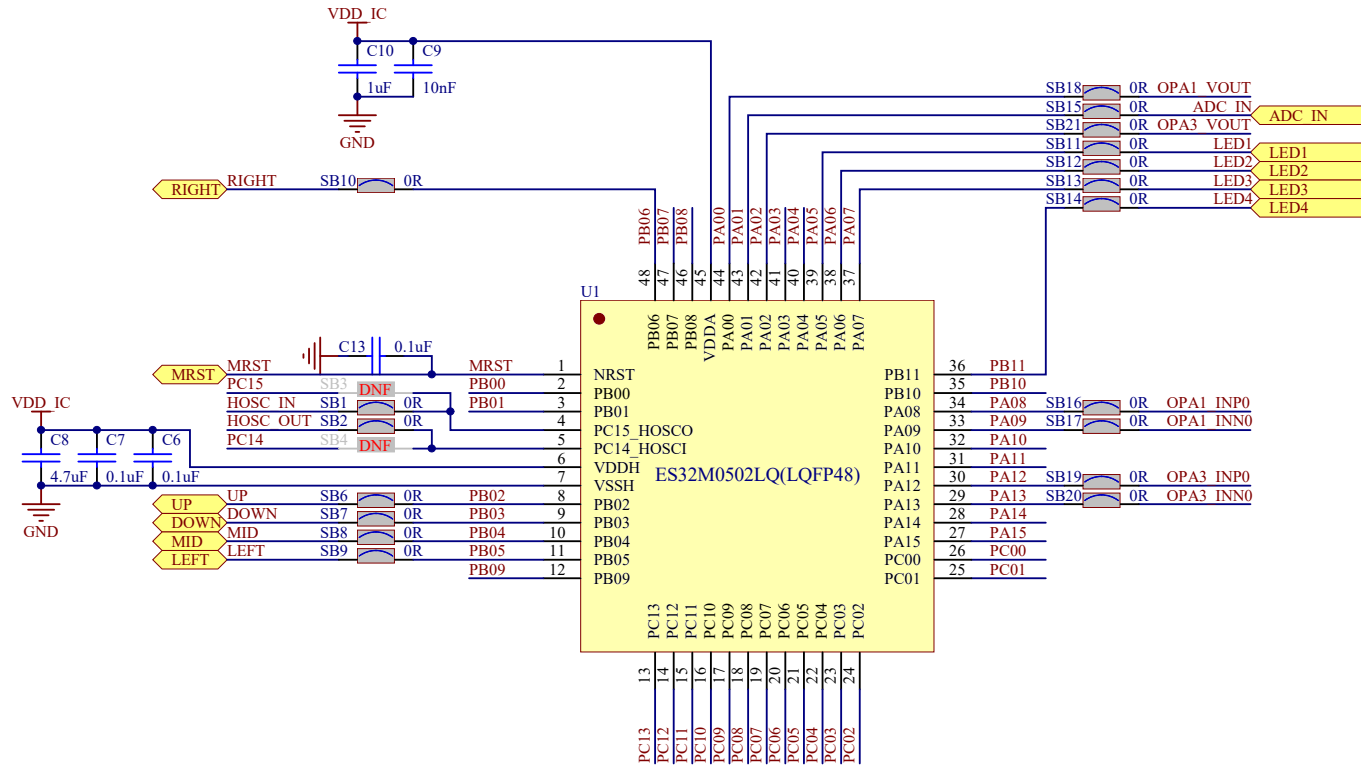 VDD_IC
C10 C9
1uF 10nF
GND
SB18 0R OPA1_VOUT
SB15 0R ADC_IN ADC_IN
SB21 0R OPA3_VOUT
SB11 0R LED1 LED1
SB12 0R LED2 LED2
SB13 0R LED3 LED3
SB14 0R LED4 LED4
RIGHT RIGHT SB10 0R
PB06 PB07 PB08 PA00 PA01 PA02 PA03 PA04 PA05 PA06 PA07
48 47 46 45 44 43 42 41 40 39 38 37
U1
PB06 PB07 PB08 VDDA PA00 PA01 PA02 PA03 PA04 PA05 PA06 PA07
C13 0.1uF
MRST MRST MRST 1 NRST
PC15 SB3 DNF PB00 2 PB00
HOSC_IN SB1 0R PB01 3 PB01
HOSC_OUT SB2 0R 4 PC15_HOSCO
PC14 SB4 DNF 5 PC14_HOSCI
6 VDDH
7 VSSH
VDD_IC
C8 C7 C6
4.7uF 0.1uF 0.1uF
GND
UP UP SB6 0R PB02 8 PB02
DOWN DOWN SB7 0R PB03 9 PB03
MID MID SB8 0R PB04 10 PB04
LEFT LEFT SB9 0R PB05 11 PB05
PB09 12 PB09
ES32M0502LQ(LQFP48)
PB11 36 PB11
PB10 35 PB10
PA08 34 PA08 SB16 0R OPA1_INP0
PA09 33 PA09 SB17 0R OPA1_INN0
PA10 32 PA10
PA11 31 PA11
PA12 30 PA12 SB19 0R OPA3_INP0
PA13 29 PA13 SB20 0R OPA3_INN0
PA14 28 PA14
PA15 27 PA15
PC00 26 PC00
PC01 25 PC01
PC13 PC12 PC11 PC10 PC09 PC08 PC07 PC06 PC05 PC04 PC03 PC02
13 14 15 16 17 18 19 20 21 22 23 24
PC13 PC12 PC11 PC10 PC09 PC08 PC07 PC06 PC05 PC04 PC03 PC02